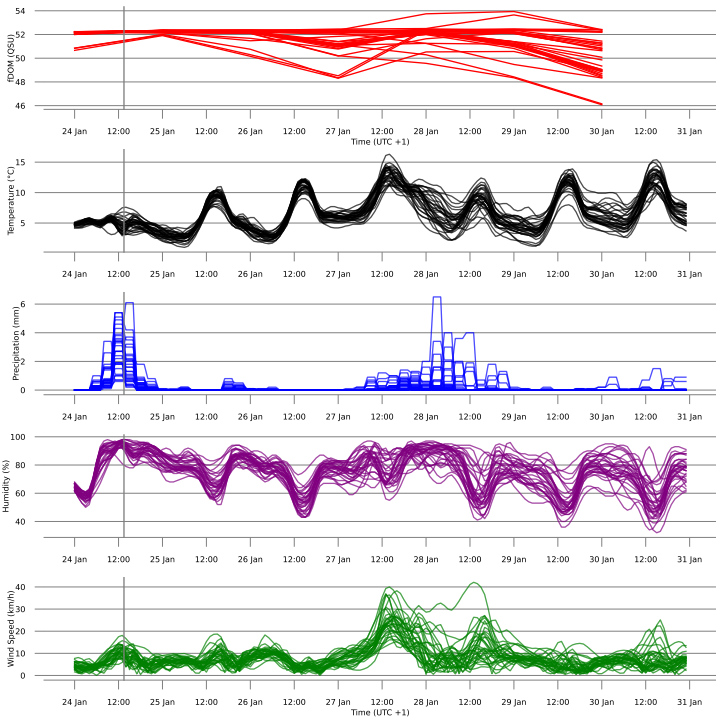 54
52
50
48
46
fDOM (QSU)
24 Jan 12:00 25 Jan 12:00 26 Jan 12:00 27 Jan 12:00 28 Jan 12:00 29 Jan 12:00 30 Jan 12:00 31 Jan
Time (UTC +1)
15
10
5
Temperature (°C)
24 Jan 12:00 25 Jan 12:00 26 Jan 12:00 27 Jan 12:00 28 Jan 12:00 29 Jan 12:00 30 Jan 12:00 31 Jan
6
4
2
0
Precipitation (mm)
24 Jan 12:00 25 Jan 12:00 26 Jan 12:00 27 Jan 12:00 28 Jan 12:00 29 Jan 12:00 30 Jan 12:00 31 Jan
100
80
60
40
Humidity (%)
24 Jan 12:00 25 Jan 12:00 26 Jan 12:00 27 Jan 12:00 28 Jan 12:00 29 Jan 12:00 30 Jan 12:00 31 Jan
40
30
20
10
0
Wind Speed (km/h)
24 Jan 12:00 25 Jan 12:00 26 Jan 12:00 27 Jan 12:00 28 Jan 12:00 29 Jan 12:00 30 Jan 12:00 31 Jan
Time (UTC +1)